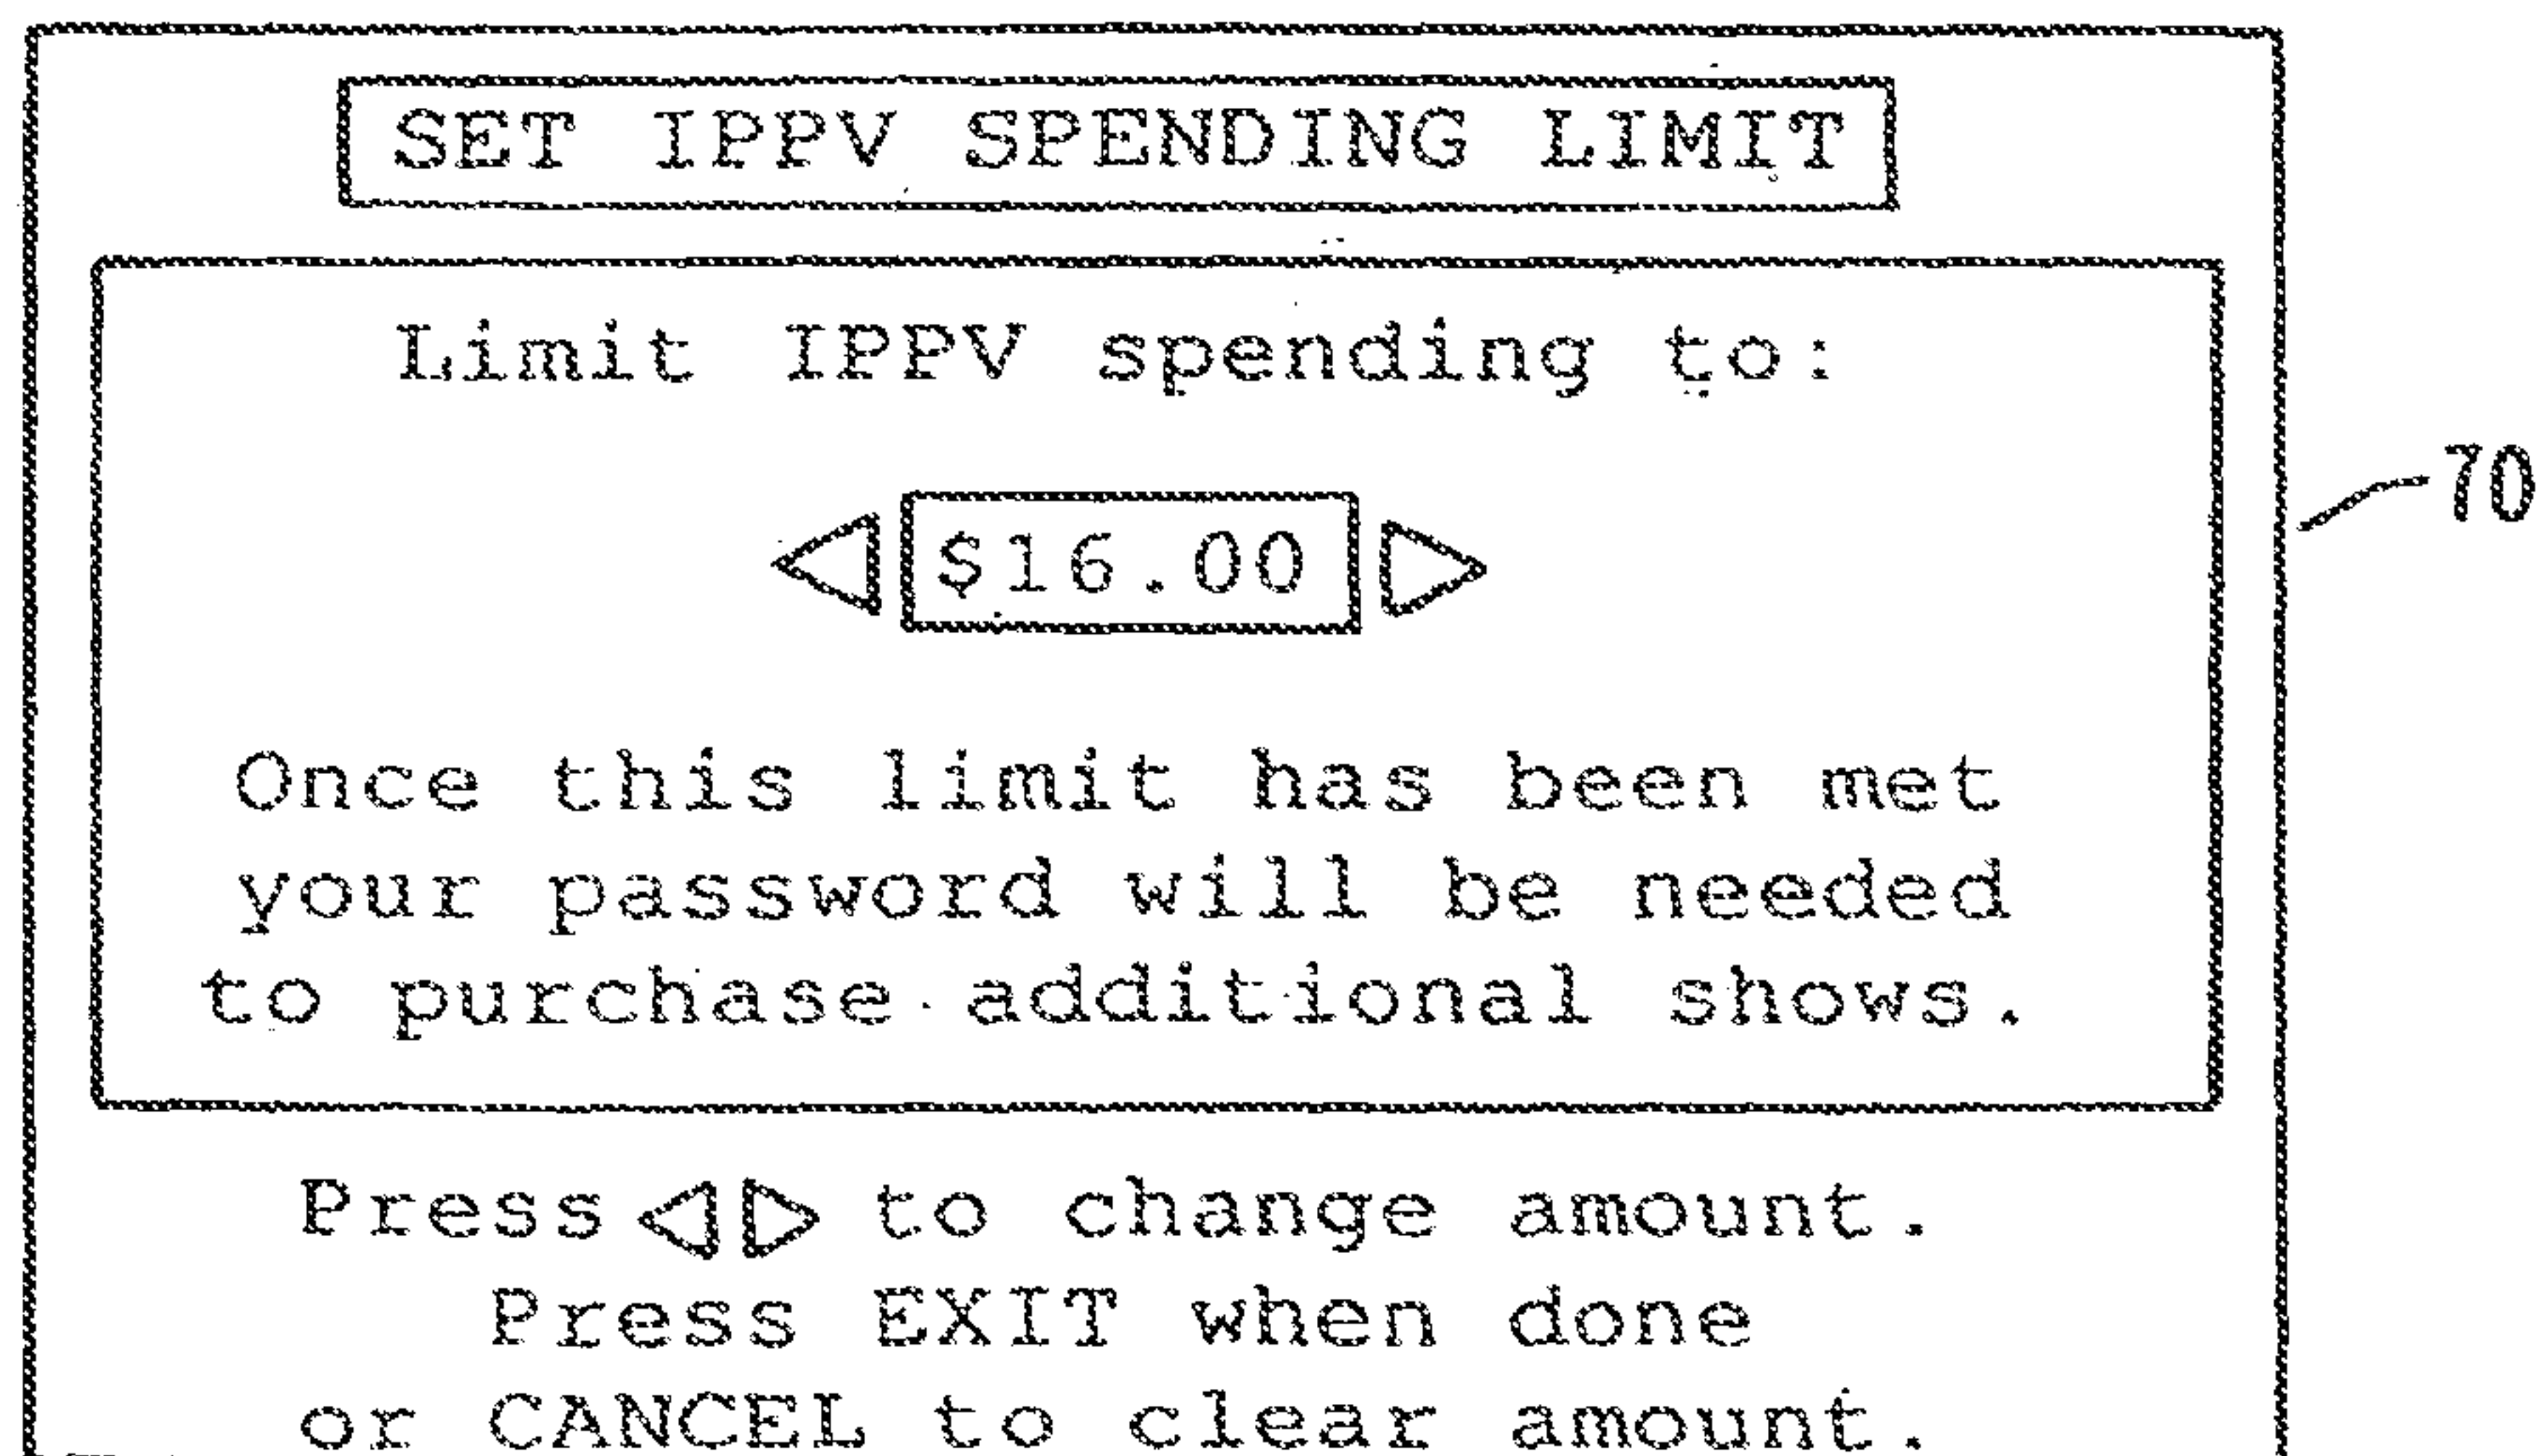 SET IPPV SPENDING LIMIT
Limit IPPV spending to:
$16.00
70
Once this limit has been met
your password will be needed
to purchase additional shows.
Press ◁▷ to change amount.
Press EXIT when done
or CANCEL to clear amount.